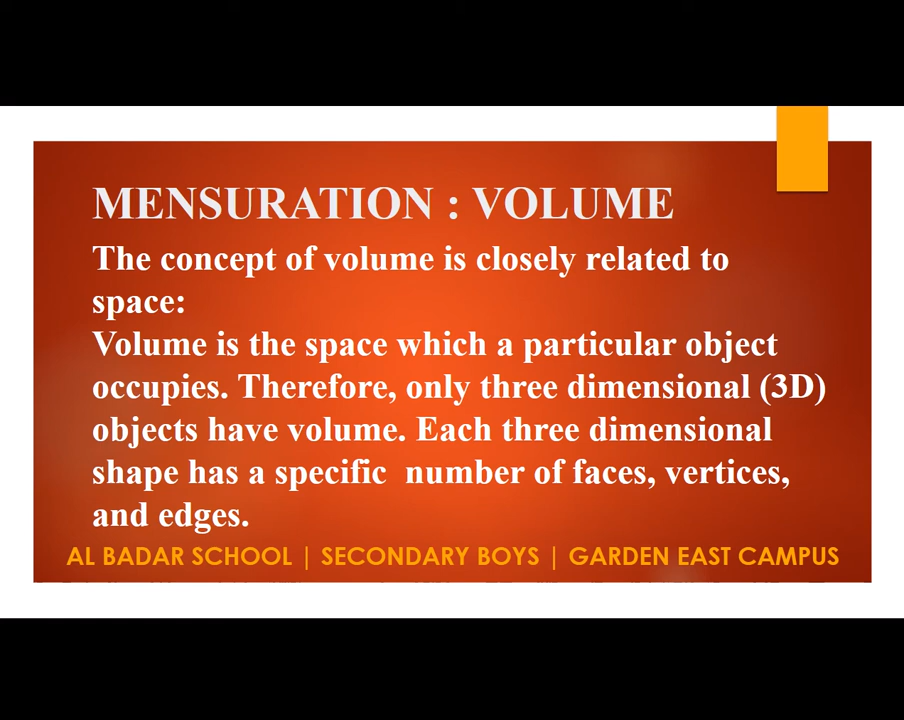 MENSURATION : VOLUME
The concept of volume is closely related to
space:
Volume is the space which a particular object
occupies. Therefore, only three dimensional (3D)
objects have volume. Each three dimensional
shape has a specific  number of faces, vertices,
and edges.
AL BADAR SCHOOL | SECONDARY BOYS | GARDEN EAST CAMPUS